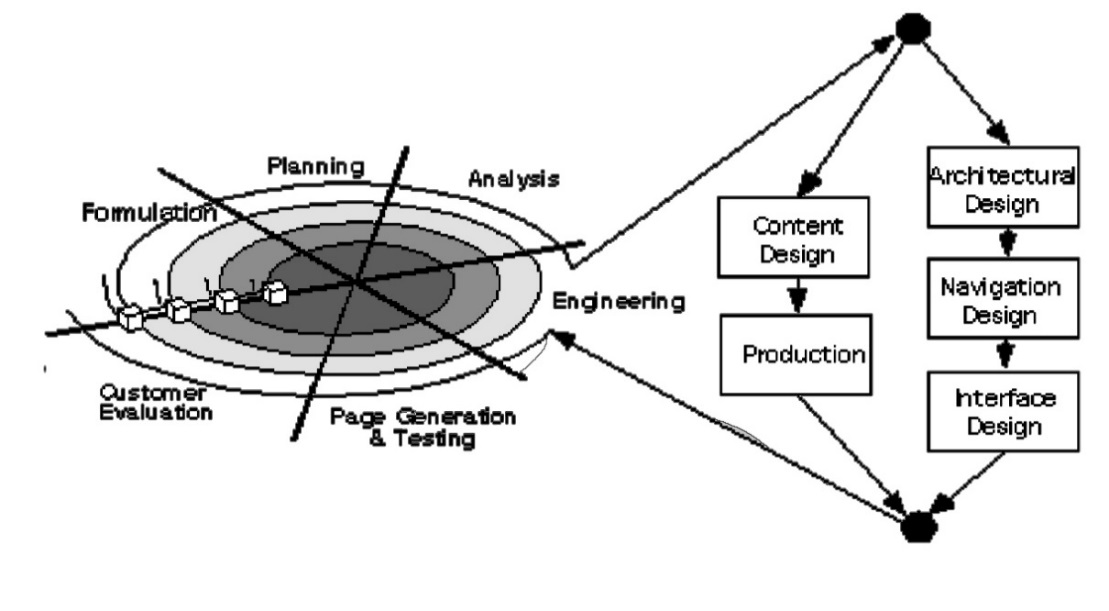 Planning
Analysis
Formulation
Engineering
Customer
Evaluation
Page Generation
& Testing
Content
Design
Production
Architectural
Design
Navigation
Design
Interface
Design